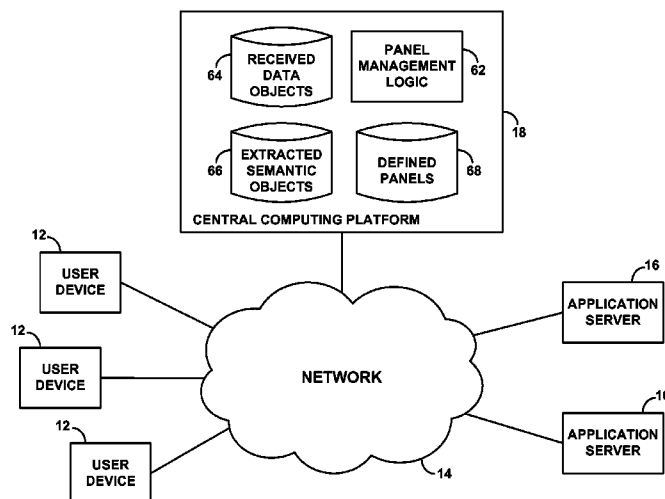 64
RECEIVED
DATA
OBJECTS
PANEL
MANAGEMENT
LOGIC
62
18
66
EXTRACTED
SEMANTIC
OBJECTS
DEFINED
PANELS
68
CENTRAL COMPUTING PLATFORM
12
USER
DEVICE
16
APPLICATION
SERVER
12
USER
DEVICE
NETWORK
12
USER
DEVICE
14
APPLICATION
SERVER